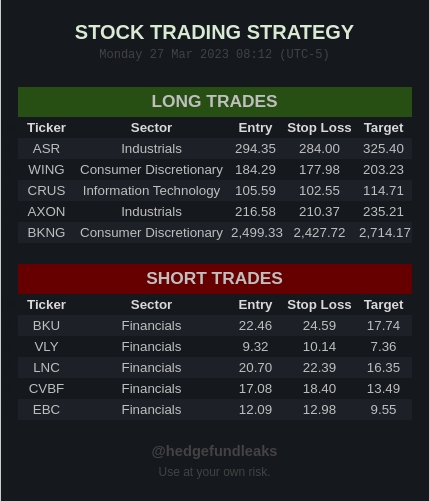 STOCK TRADING STRATEGY
Monday 27 Mar 2023 08:12 (UTC-5)
LONG TRADES
Ticker Sector Entry Stop Loss Target
ASR Industrials 294.35 284.00 325.40
WING Consumer Discretionary 184.29 177.98 203.23
CRUS Information Technology 105.59 102.55 114.71
AXON Industrials 216.58 210.37 235.21
BKNG Consumer Discretionary 2,499.33 2,427.72 2,714.17
SHORT TRADES
Ticker Sector Entry Stop Loss Target
BKU Financials 22.46 24.59 17.74
VLY Financials 9.32 10.14 7.36
LNC Financials 20.70 22.39 16.35
CVBF Financials 17.08 18.40 13.49
EBC Financials 12.09 12.98 9.55
@hedgefundleaks
Use at your own risk.